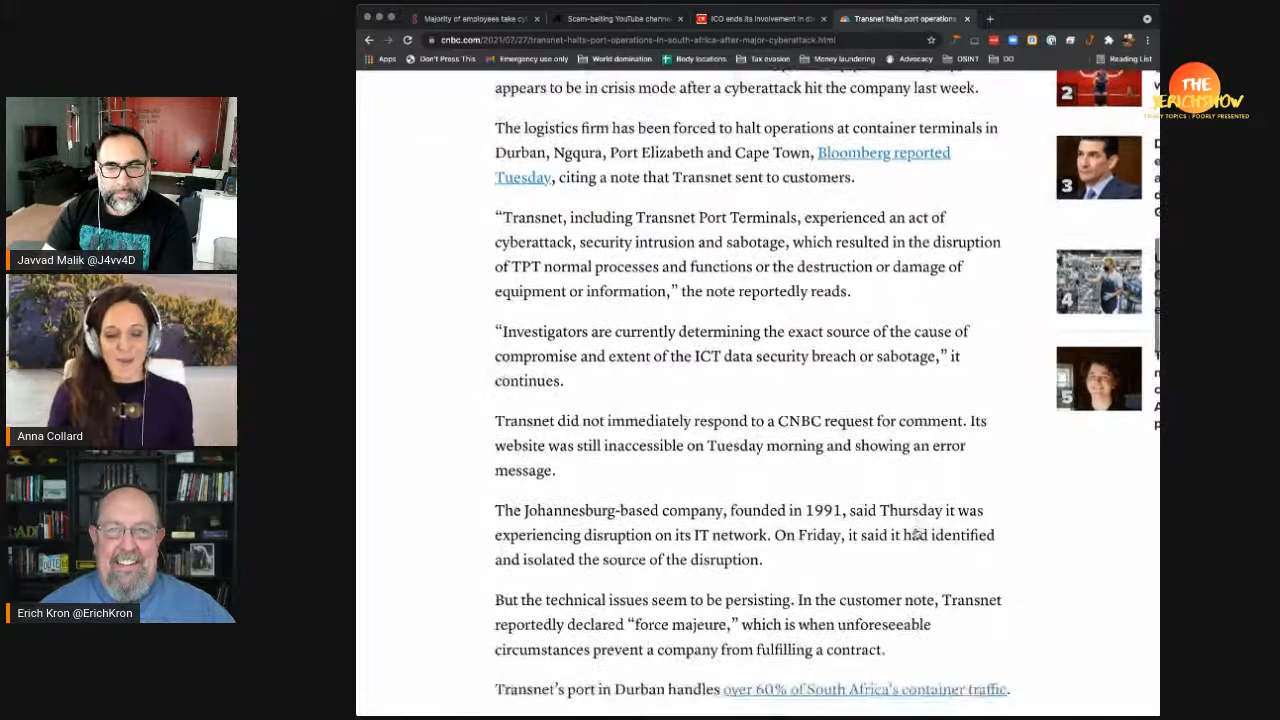 Majority of employees take cy
Scam-baiting YouTube channe
ICO ends its involvement in di
Transnet halts port operations
cnbc.com/2021/07/27/transnet-halts-port-operations-in-south-africa-after-major-cyberattack.html
Apps
Don't Press This
Emergency use only
World domination
Body locations
Tax evasion
Money laundering
Advocacy
OSINT
DO
Reading List
appears to be in crisis mode after a cyberattack hit the company last week.
The logistics firm has been forced to halt operations at container terminals in
Durban, Ngqura, Port Elizabeth and Cape Town, Bloomberg reported
Tuesday, citing a note that Transnet sent to customers.
“Transnet, including Transnet Port Terminals, experienced an act of
cyberattack, security intrusion and sabotage, which resulted in the disruption
of TPT normal processes and functions or the destruction or damage of
equipment or information,” the note reportedly reads.
“Investigators are currently determining the exact source of the cause of
compromise and extent of the ICT data security breach or sabotage,” it
continues.
Transnet did not immediately respond to a CNBC request for comment. Its
website was still inaccessible on Tuesday morning and showing an error
message.
The Johannesburg-based company, founded in 1991, said Thursday it was
experiencing disruption on its IT network. On Friday, it said it had identified
and isolated the source of the disruption.
But the technical issues seem to be persisting. In the customer note, Transnet
reportedly declared “force majeure,” which is when unforeseeable
circumstances prevent a company from fulfilling a contract.
Transnet’s port in Durban handles over 60% of South Africa's container traffic.
2
3
4
5
THE
JERICHSHOW
TOPICS : POORLY PRESENTED
Javvad Malik @J4vv4D
Anna Collard
Erich Kron @ErichKron